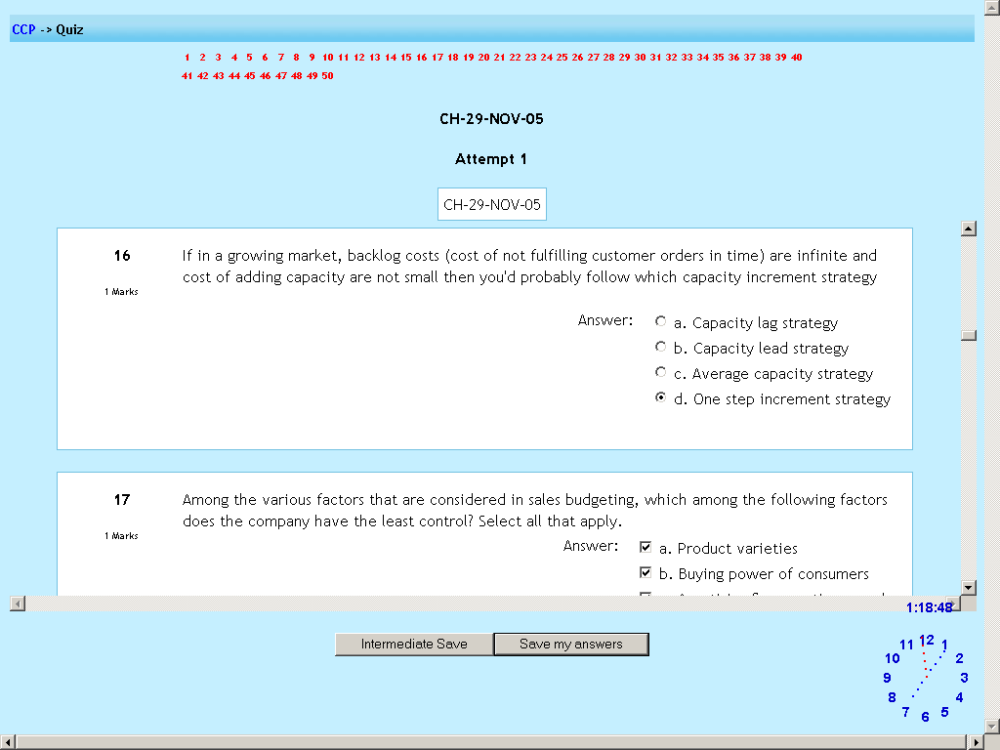 CCP -> Quiz
1 2 3 4 5 6 7 8 9 10 11 12 13 14 15 16 17 18 19 20 21 22 23 24 25 26 27 28 29 30 31 32 33 34 35 36 37 38 39 40
41 42 43 44 45 46 47 48 49 50
CH-29-NOV-05
Attempt 1
CH-29-NOV-05
16
1 Marks
If in a growing market, backlog costs (cost of not fulfilling customer orders in time) are infinite and
cost of adding capacity are not small then you'd probably follow which capacity increment strategy
Answer:
a. Capacity lag strategy
b. Capacity lead strategy
c. Average capacity strategy
d. One step increment strategy
17
1 Marks
Among the various factors that are considered in sales budgeting, which among the following factors
does the company have the least control? Select all that apply.
Answer:
a. Product varieties
b. Buying power of consumers
1:18:48
Intermediate Save
Save my answers
12
1
2
3
4
5
6
7
8
9
10
11